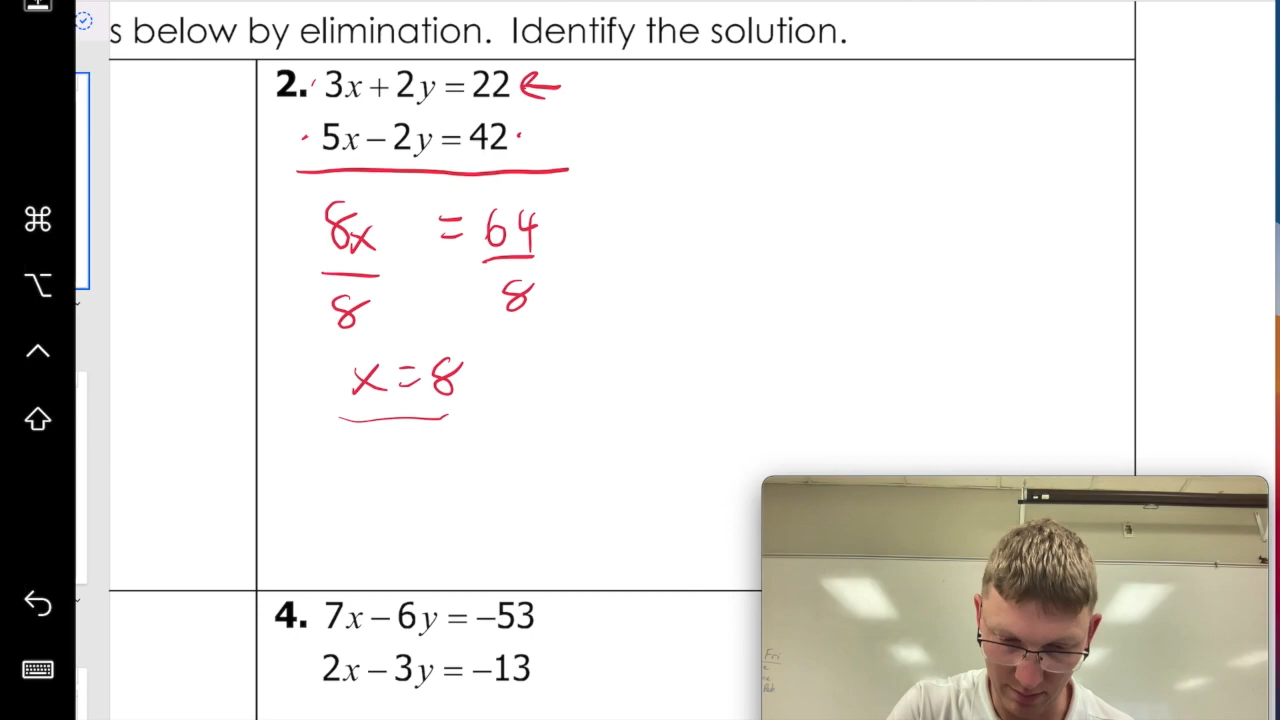 s below by elimination. Identify the solution.
2. 3x + 2y = 22 ←
5x − 2y = 42
8x = 64
8 8
x = 8
4. 7x − 6y = −53
2x − 3y = −13
Fri